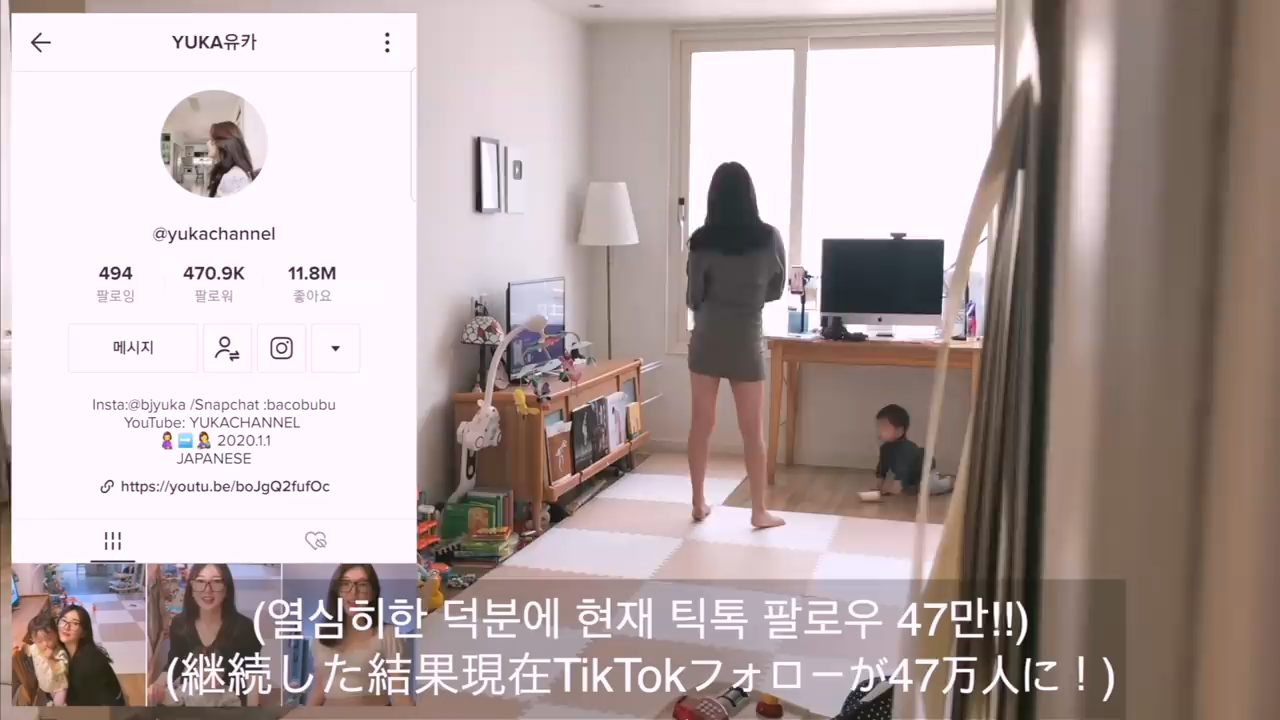 YUKA유카
@yukachannel
494 470.9K 11.8M
팔로잉 팔로워 좋아요
메시지
Insta:@bjyuka /Snapchat :bacobubu
YouTube: YUKACHANNEL
🤰➡️🤱 2020.1.1
JAPANESE
https://youtu.be/boJgQ2fufOc
(열심히한 덕분에 현재 틱톡 팔로우 47만!!)
(継続した結果現在TikTokフォローが47万人に！)